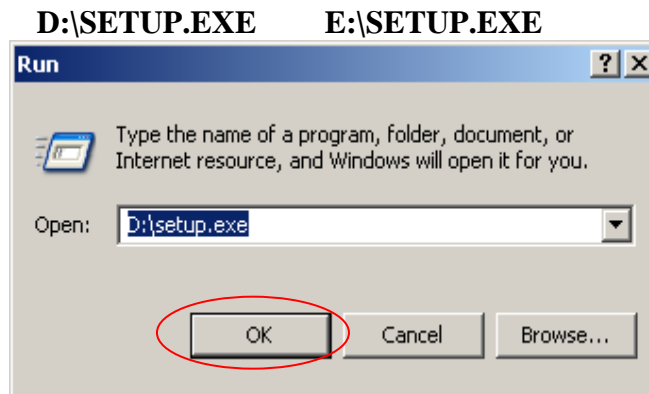 D:\SETUP.EXE E:\SETUP.EXE
Run ? X
Type the name of a program, folder, document, or
Internet resource, and Windows will open it for you.
Open: D:\setup.exe
OK Cancel Browse...